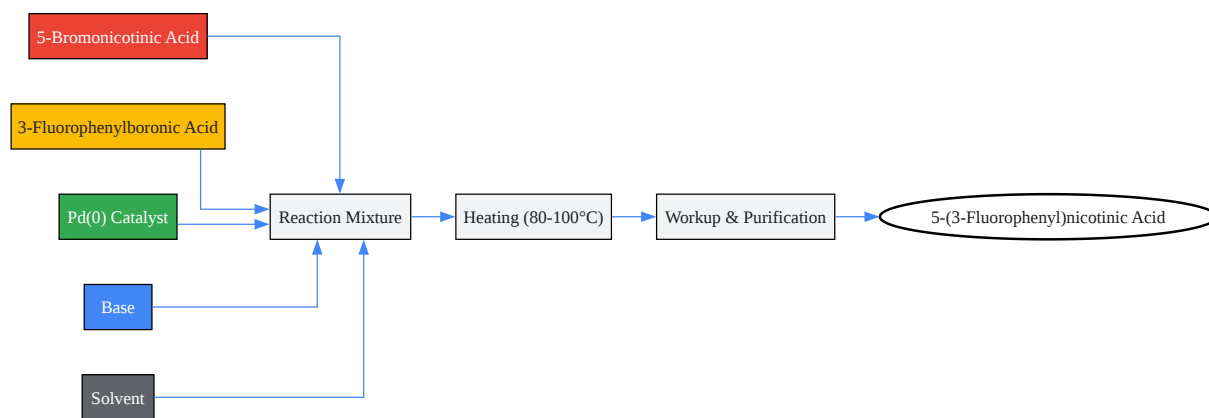 5-Bromonicotinic Acid
3-Fluorophenylboronic Acid
Pd(0) Catalyst
Reaction Mixture
Heating (80-100°C)
Workup & Purification
5-(3-Fluorophenyl)nicotinic Acid
Base
Solvent